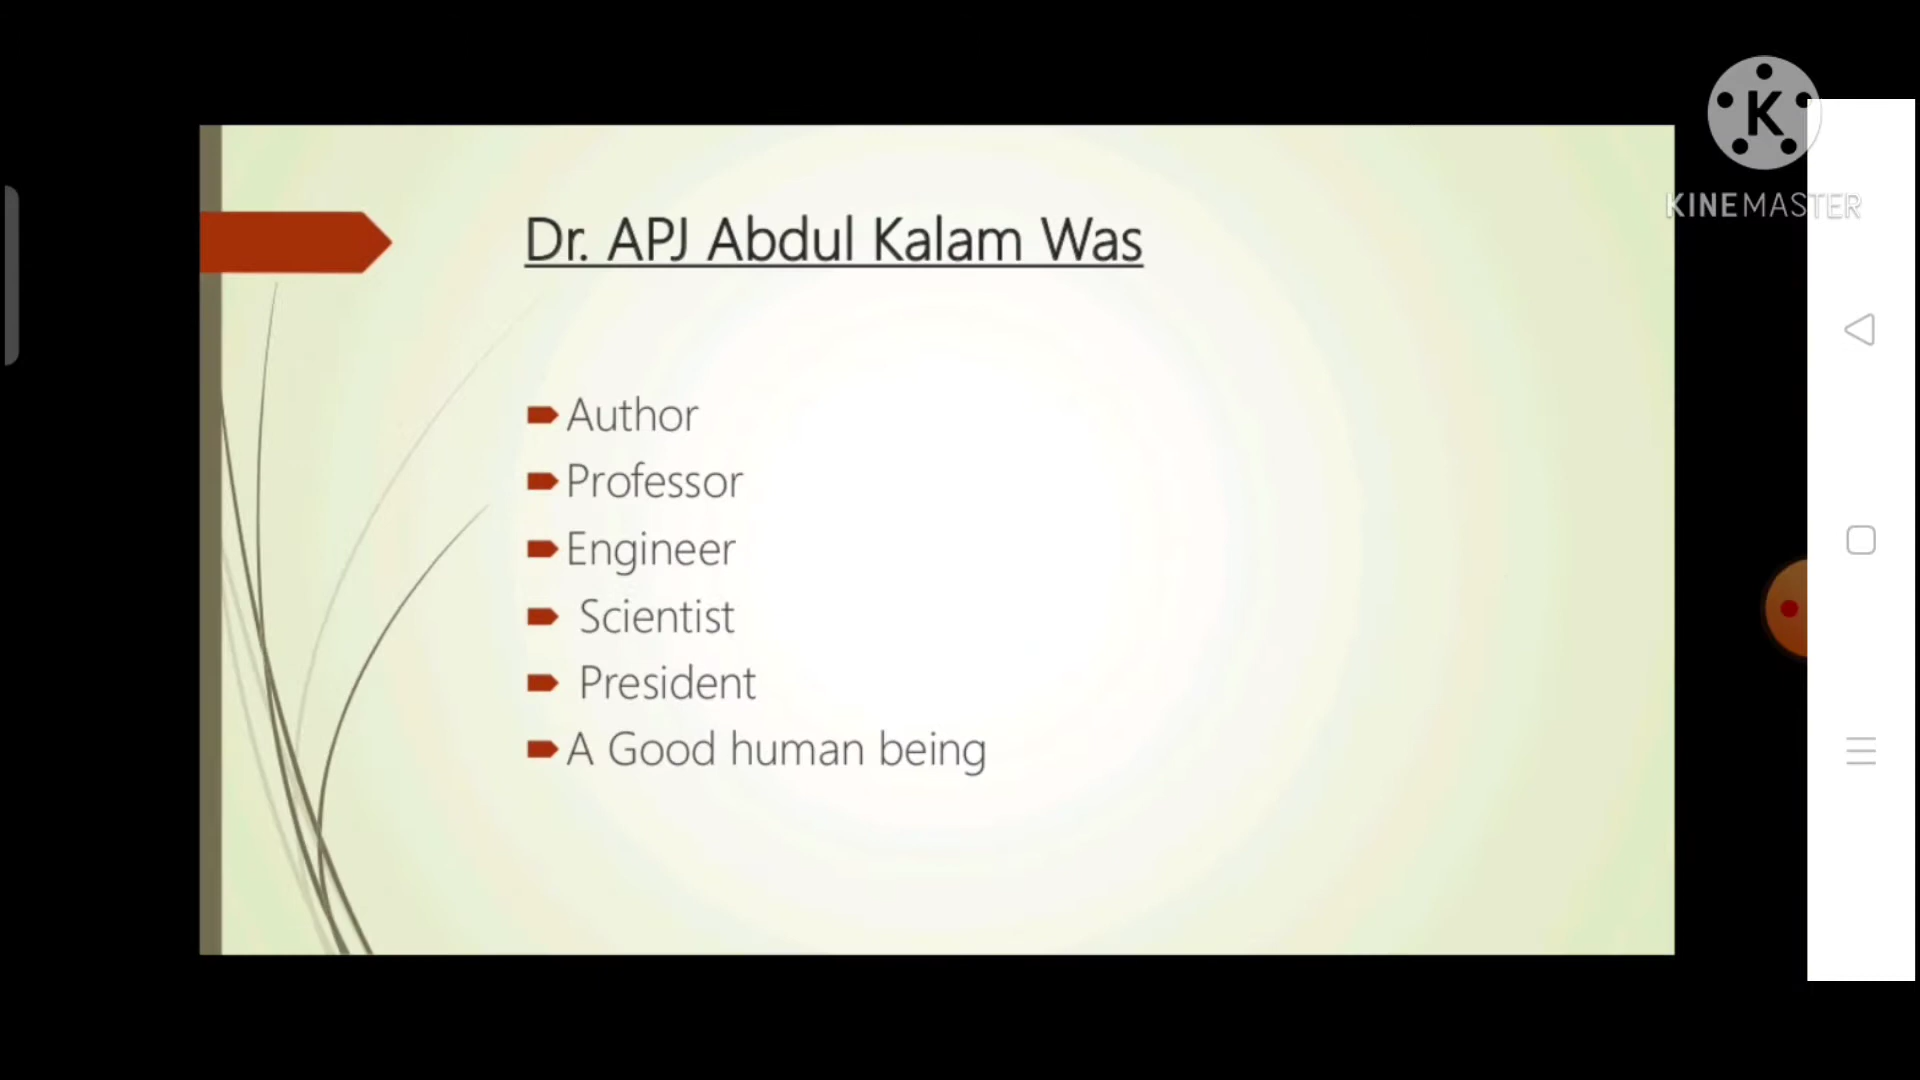 K
KINEMASTER
Dr. APJ Abdul Kalam Was
Author
Professor
Engineer
Scientist
President
A Good human being